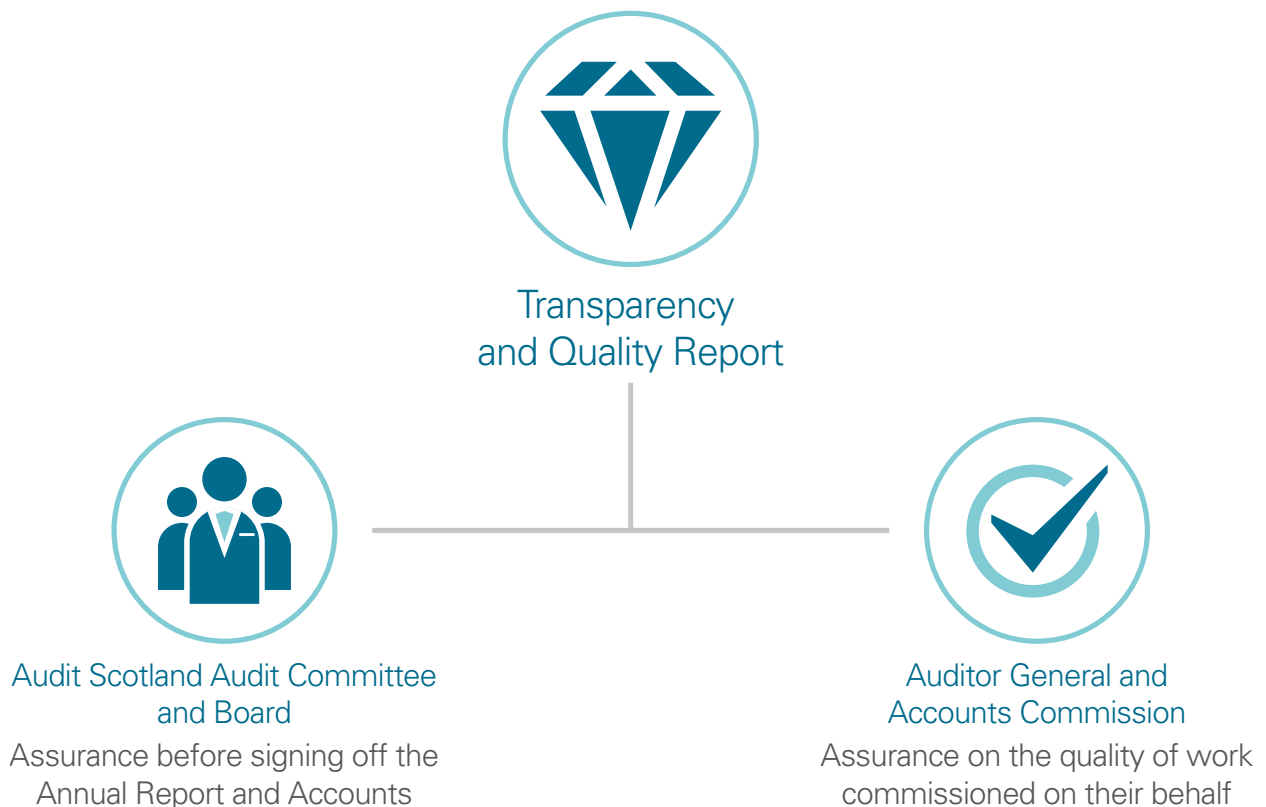 Transparency
and Quality Report
Audit Scotland Audit Committee
and Board
Assurance before signing off the
Annual Report and Accounts
Auditor General and
Accounts Commission
Assurance on the quality of work
commissioned on their behalf